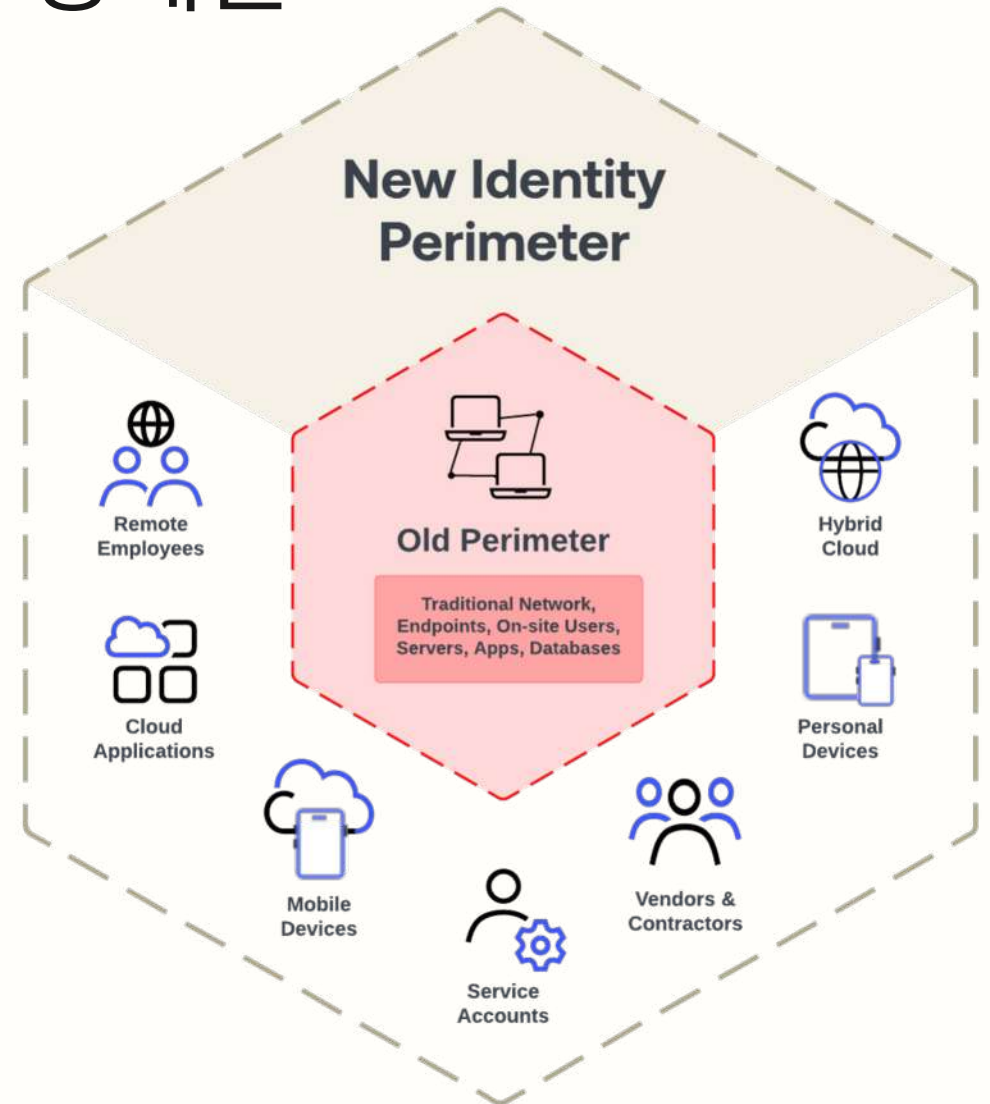 New Identity
Perimeter
Old Perimeter
Traditional Network,
Endpoints, On-site Users,
Servers, Apps, Databases
Remote
Employees
Hybrid
Cloud
Cloud
Applications
Personal
Devices
Mobile
Devices
Vendors &
Contractors
Service
Accounts